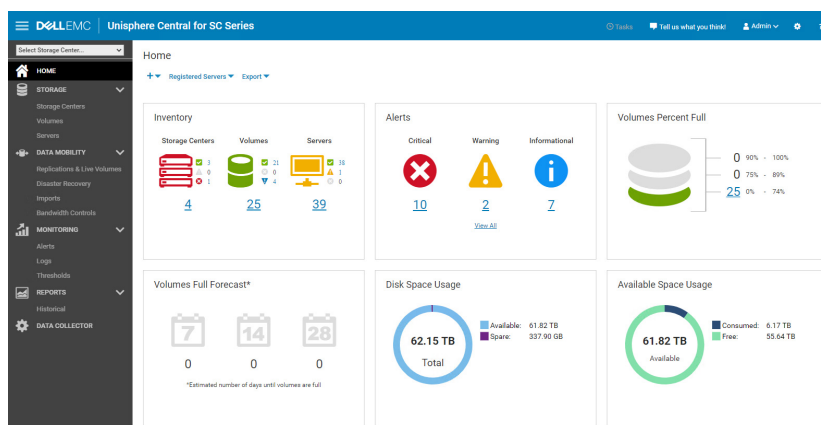 DELLEMC Unisphere Central for SC Series
Tasks
Tell us what you think!
Admin
Select Storage Center...
HOME
STORAGE
Storage Centers
Volumes
Servers
DATA MOBILITY
Replications & Live Volumes
Disaster Recovery
Imports
Bandwidth Controls
MONITORING
Alerts
Logs
Thresholds
REPORTS
Historical
DATA COLLECTOR
Home
Registered Servers
Export
Inventory
Storage Centers Volumes Servers
3 21 38
0 0 1
1 4 0
4 25 39
Alerts
Critical Warning Informational
10 2 7
View All
Volumes Percent Full
0 90% - 100%
0 75% - 89%
25 0% - 74%
Volumes Full Forecast*
7 14 28
0 0 0
*Estimated number of days until volumes are full
Disk Space Usage
62.15 TB
Total
Available: 61.82 TB
Spare: 337.90 GB
Available Space Usage
61.82 TB
Available
Consumed: 6.17 TB
Free: 55.64 TB